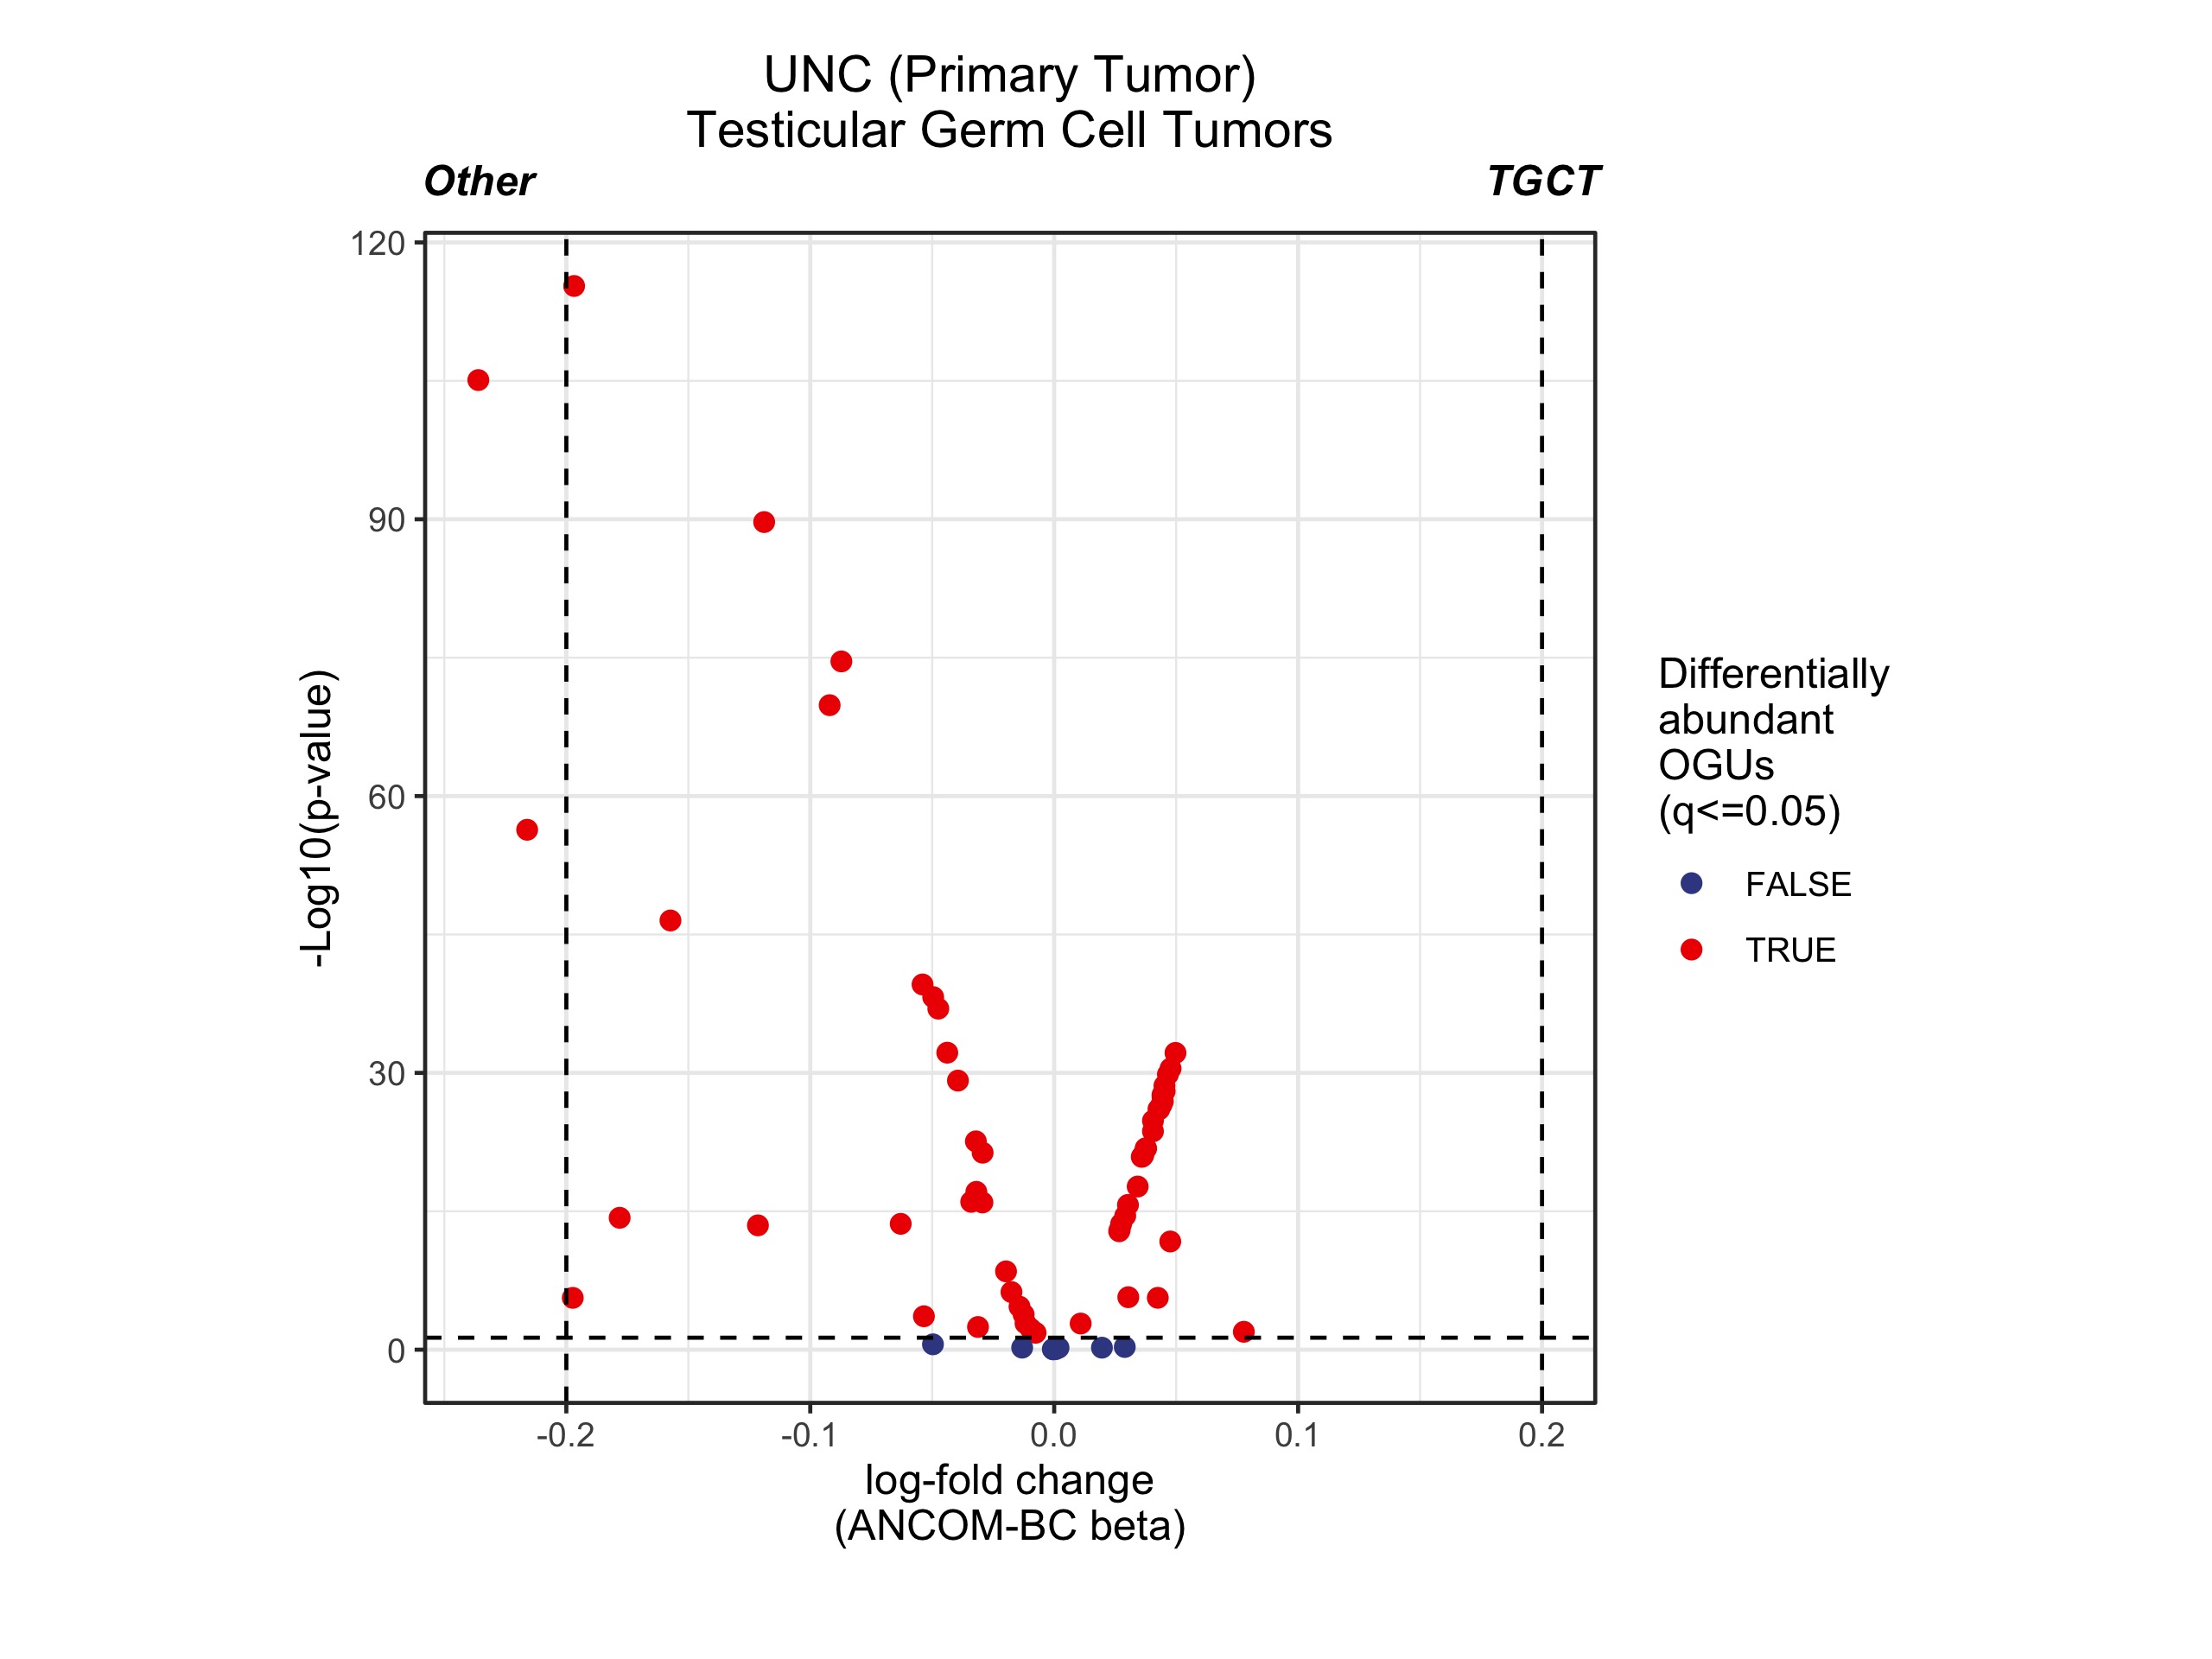 UNC (Primary Tumor)
Testicular Germ Cell Tumors
Other
TGCT
120
90
60
30
0
-Log10(p-value)
-0.2
-0.1
0.0
0.1
0.2
log-fold change
(ANCOM-BC beta)
Differentially
abundant
OGUs
(q<=0.05)
FALSE
TRUE